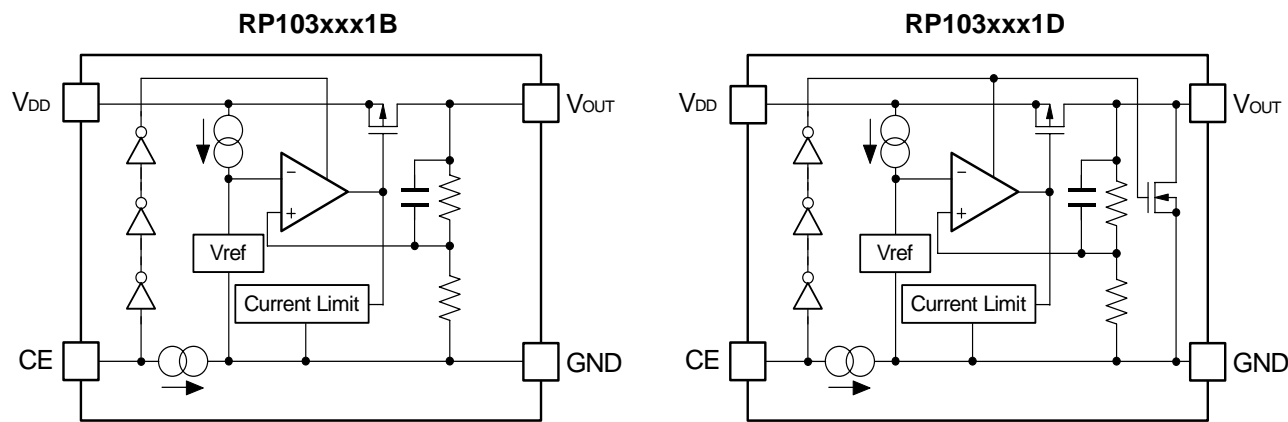 RP103xxx1B
VDD
VOUT
−
+
Vref
Current Limit
CE
GND
RP103xxx1D
VDD
VOUT
−
+
Vref
Current Limit
CE
GND